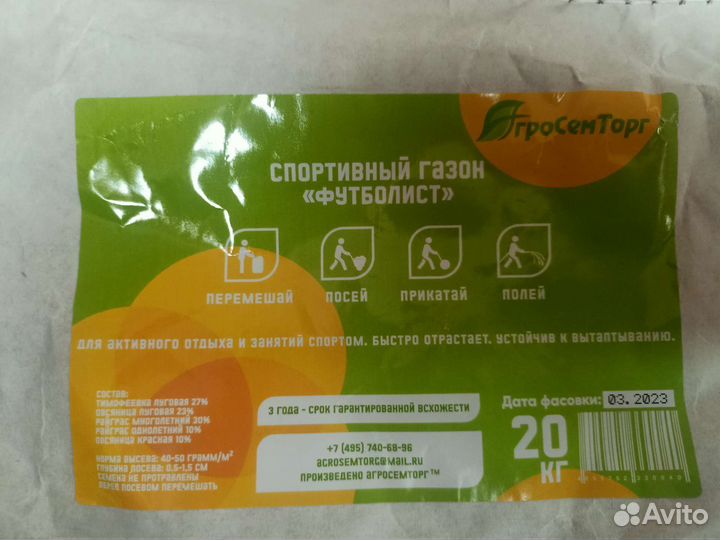 АгроСемТорг
СПОРТИВНЫЙ ГАЗОН
«ФУТБОЛИСТ»
ПЕРЕМЕШАЙ ПОСЕЙ ПРИКАТАЙ ПОЛЕЙ
ДЛЯ АКТИВНОГО ОТДЫХА И ЗАНЯТИЙ СПОРТОМ. БЫСТРО ОТРАСТАЕТ. УСТОЙЧИВ К ВЫТАПТЫВАНИЮ.
СОСТАВ:
ТИМОФЕЕВКА ЛУГОВАЯ 27%
ОВСЯНИЦА ЛУГОВАЯ 23%
РАЙГРАС МНОГОЛЕТНИЙ 30%
РАЙГРАС ОДНОЛЕТНИЙ 10%
ОВСЯНИЦА КРАСНАЯ 10%
НОРМА ВЫСЕВА: 40-50 ГРАММ/М²
ГЛУБИНА ПОСЕВА: 0,5-1,5 СМ
СЕМЕНА НЕ ПРОТРАВЛЕНЫ
ПЕРЕД ПОСЕВОМ ПЕРЕМЕШАТЬ
3 ГОДА - СРОК ГАРАНТИРОВАННОЙ ВСХОЖЕСТИ
+7 (495) 740-68-96
AGROSEMTORG@MAIL.RU
ПРОИЗВЕДЕНО АГРОСЕМТОРГ™
Дата фасовки: 03.2023
20
КГ
Avito